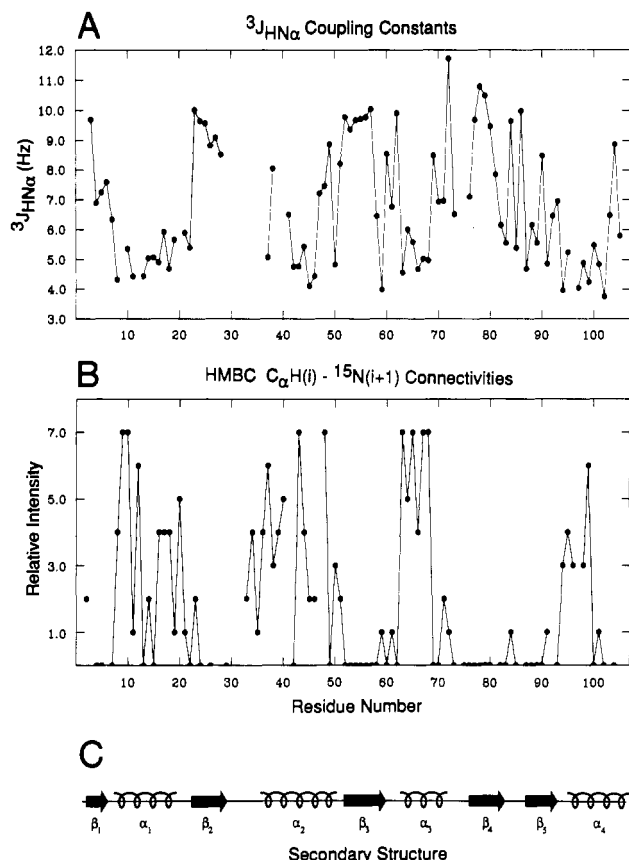 A ³J_HNα Coupling Constants
12.0
11.0
10.0
9.0
8.0
7.0
6.0
5.0
4.0
3.0
³J_HNα (Hz)
10 20 30 40 50 60 70 80 90 100
B HMBC CαH(i) - ¹⁵N(i+1) Connectivities
7.0
5.0
3.0
1.0
Relative Intensity
10 20 30 40 50 60 70 80 90 100
Residue Number
C
β₁ α₁ β₂ α₂ β₃ α₃ β₄ β₅ α₄
Secondary Structure